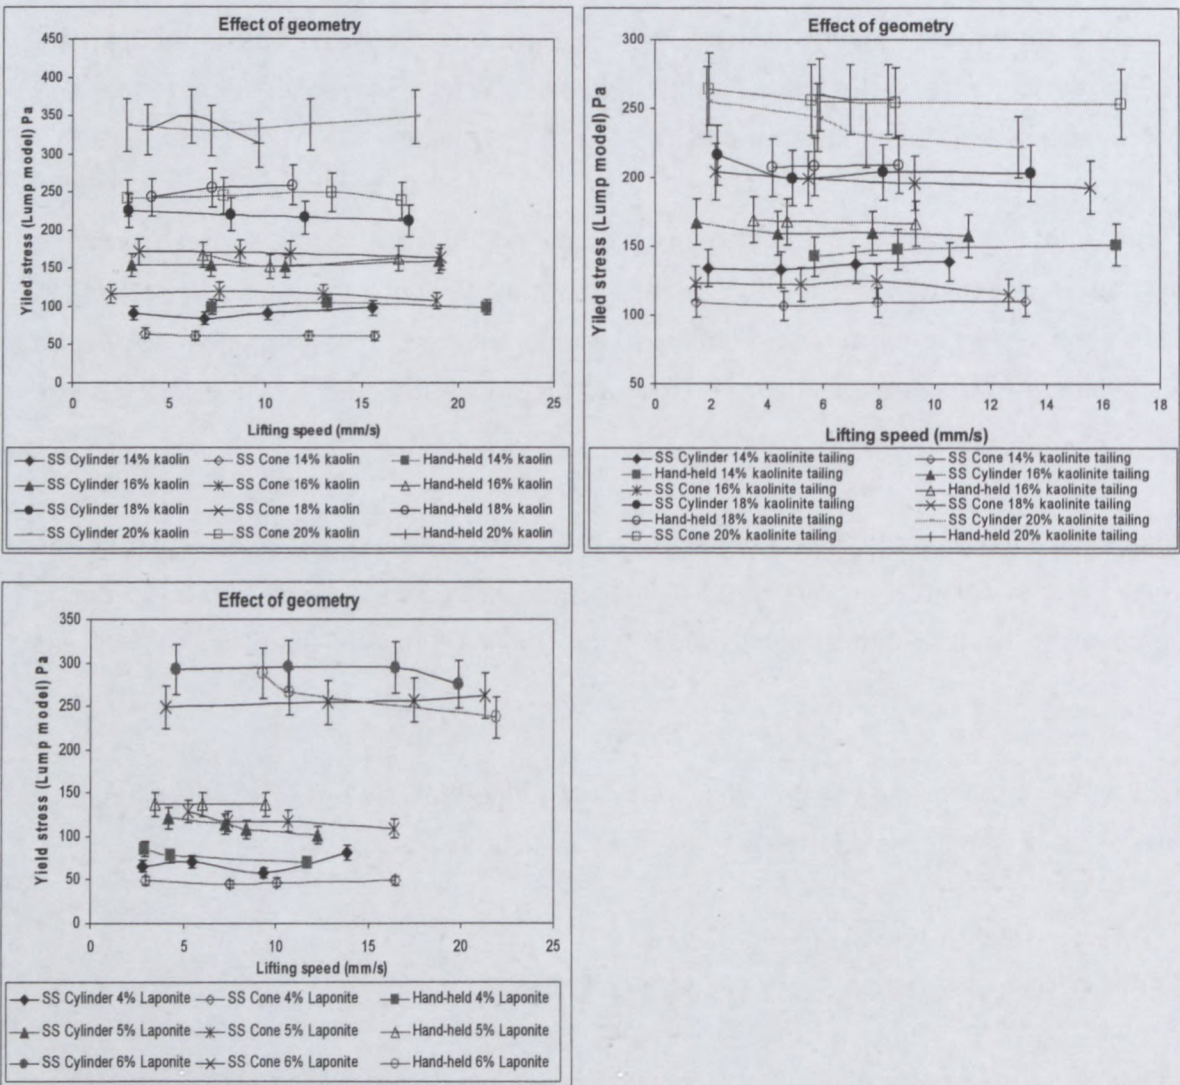 Effect of geometry
450
400
350
300
250
200
150
100
50
0
Yiled stress (Lump model) Pa
0 5 10 15 20 25
Lifting speed (mm/s)
SS Cylinder 14% kaolin SS Cone 14% kaolin Hand-held 14% kaolin
SS Cylinder 16% kaolin SS Cone 16% kaolin Hand-held 16% kaolin
SS Cylinder 18% kaolin SS Cone 18% kaolin Hand-held 18% kaolin
SS Cylinder 20% kaolin SS Cone 20% kaolin Hand-held 20% kaolin
Effect of geometry
300
250
200
150
100
50
Yiled stress (Lump model) Pa
0 2 4 6 8 10 12 14 16 18
Lifting speed (mm/s)
SS Cylinder 14% kaolinite tailing SS Cone 14% kaolinite tailing
Hand-held 14% kaolinite tailing SS Cylinder 16% kaolinite tailing
SS Cone 16% kaolinite tailing Hand-held 16% kaolinite tailing
SS Cylinder 18% kaolinite tailing SS Cone 18% kaolinite tailing
Hand-held 18% kaolinite tailing SS Cylinder 20% kaolinite tailing
SS Cone 20% kaolinite tailing Hand-held 20% kaolinite tailing
Effect of geometry
350
300
250
200
150
100
50
0
Yield stress (Lump model) Pa
0 5 10 15 20 25
Lifting speed (mm/s)
SS Cylinder 4% Laponite SS Cone 4% Laponite Hand-held 4% Laponite
SS Cylinder 5% Laponite SS Cone 5% Laponite Hand-held 5% Laponite
SS Cylinder 6% Laponite SS Cone 6% Laponite Hand-held 6% Laponite